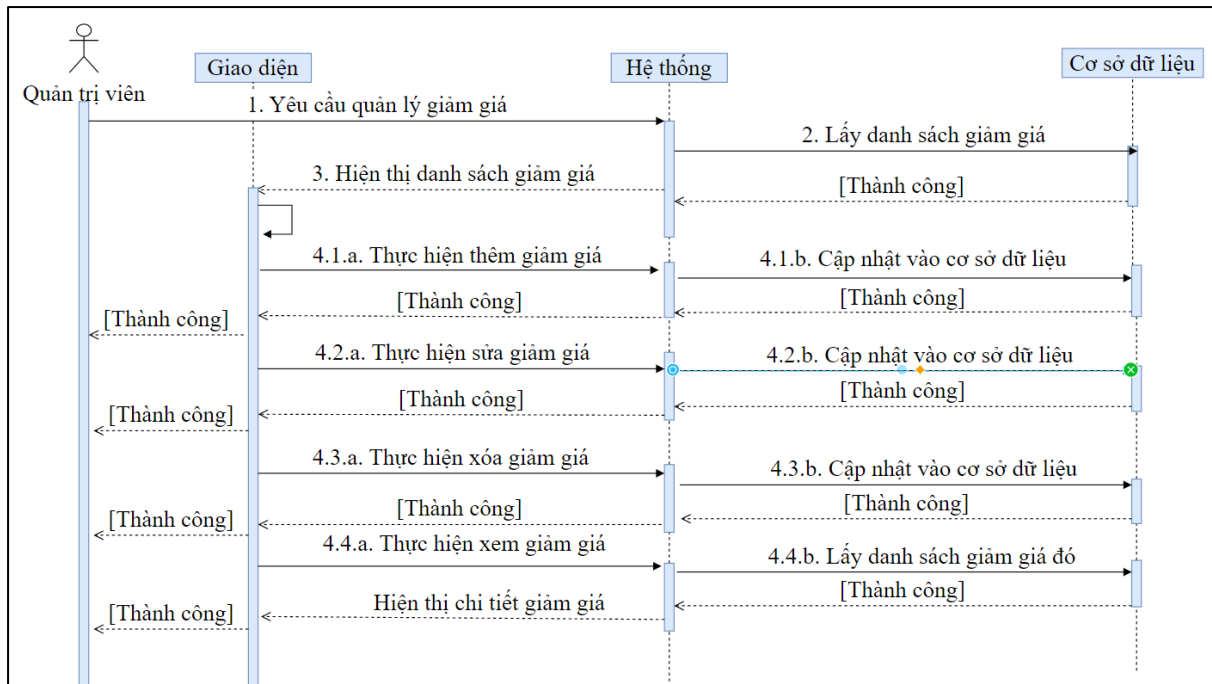 Giao diện
Hệ thống
Cơ sở dữ liệu
Quản trị viên
1. Yêu cầu quản lý giảm giá
2. Lấy danh sách giảm giá
3. Hiện thị danh sách giảm giá
[Thành công]
4.1.a. Thực hiện thêm giảm giá
4.1.b. Cập nhật vào cơ sở dữ liệu
[Thành công]
[Thành công]
[Thành công]
4.2.a. Thực hiện sửa giảm giá
4.2.b. Cập nhật vào cơ sở dữ liệu
[Thành công]
[Thành công]
[Thành công]
4.3.a. Thực hiện xóa giảm giá
4.3.b. Cập nhật vào cơ sở dữ liệu
[Thành công]
[Thành công]
[Thành công]
4.4.a. Thực hiện xem giảm giá
4.4.b. Lấy danh sách giảm giá đó
[Thành công]
Hiện thị chi tiết giảm giá
[Thành công]